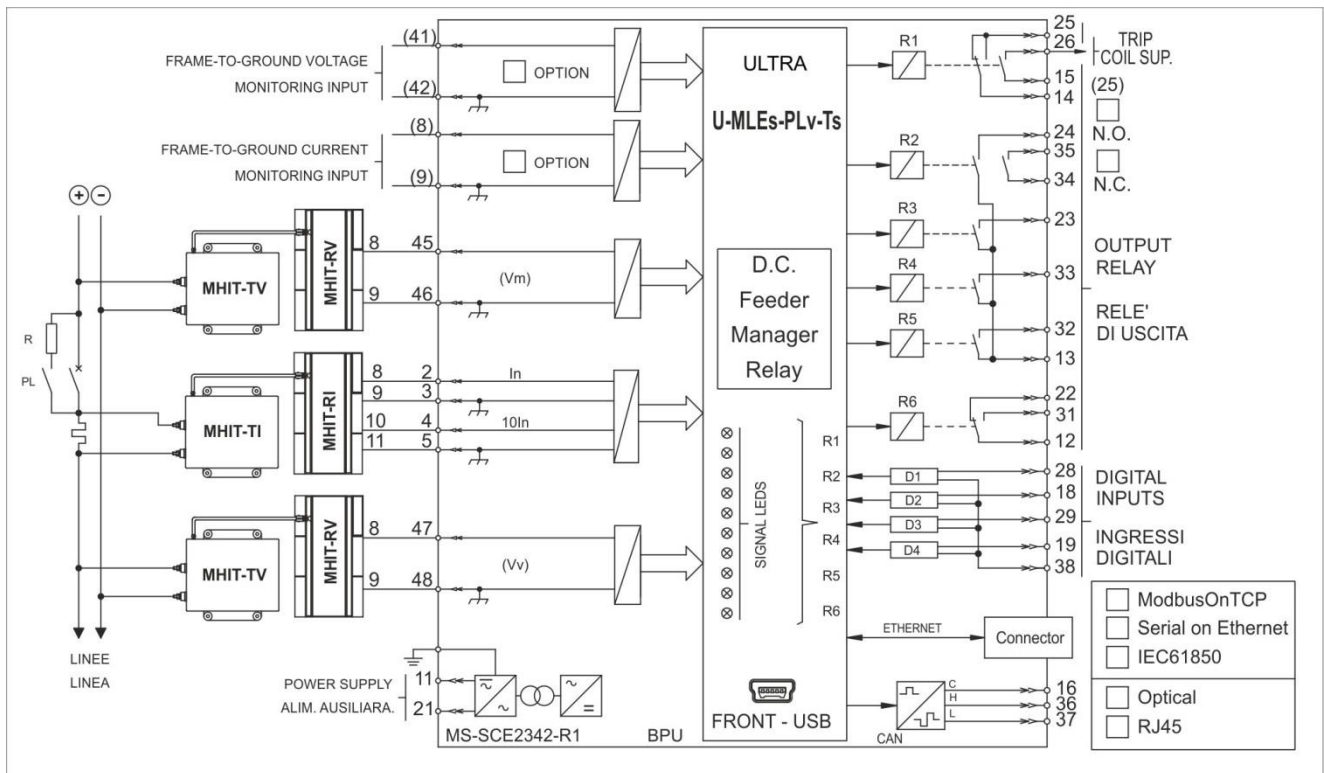 (41)
FRAME-TO-GROUND VOLTAGE
MONITORING INPUT
OPTION
(42)
(8)
FRAME-TO-GROUND CURRENT
MONITORING INPUT
OPTION
(9)
+ -
MHIT-TV
MHIT-RV
8 45
(Vm)
9 46
R
PL
MHIT-TI
MHIT-RI
8 2 In
9 3
10 4 10In
11 5
MHIT-TV
MHIT-RV
8 47
(Vv)
9 48
LINEE
LINEA
POWER SUPPLY
ALIM. AUSILIARA.
11
21
MS-SCE2342-R1
BPU
ULTRA
U-MLEs-PLv-Ts
D.C.
Feeder
Manager
Relay
SIGNAL LEDS
R1
R2
R3
R4
R5
R6
FRONT - USB
R1
R2
R3
R4
R5
R6
D1
D2
D3
D4
ETHERNET
Connector
CAN
C
H
L
25
26
15
14
24
35
34
23
33
32
13
22
31
12
28
18
29
19
38
16
36
37
TRIP
COIL SUP.
(25)
N.O.
N.C.
OUTPUT
RELAY
RELE'
DI USCITA
DIGITAL
INPUTS
INGRESSI
DIGITALI
ModbusOnTCP
Serial on Ethernet
IEC61850
Optical
RJ45